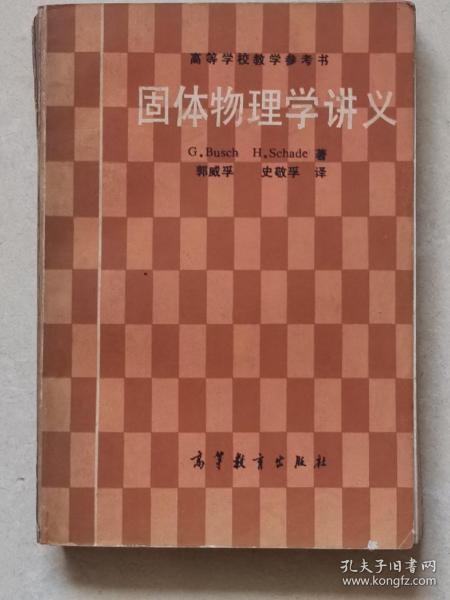 高等学校教学参考书
固体物理学讲义
G.Busch H.Schade 著
郭威孚 史敬孚 译
高等教育出版社
孔夫子旧书网
www.kongfz.com